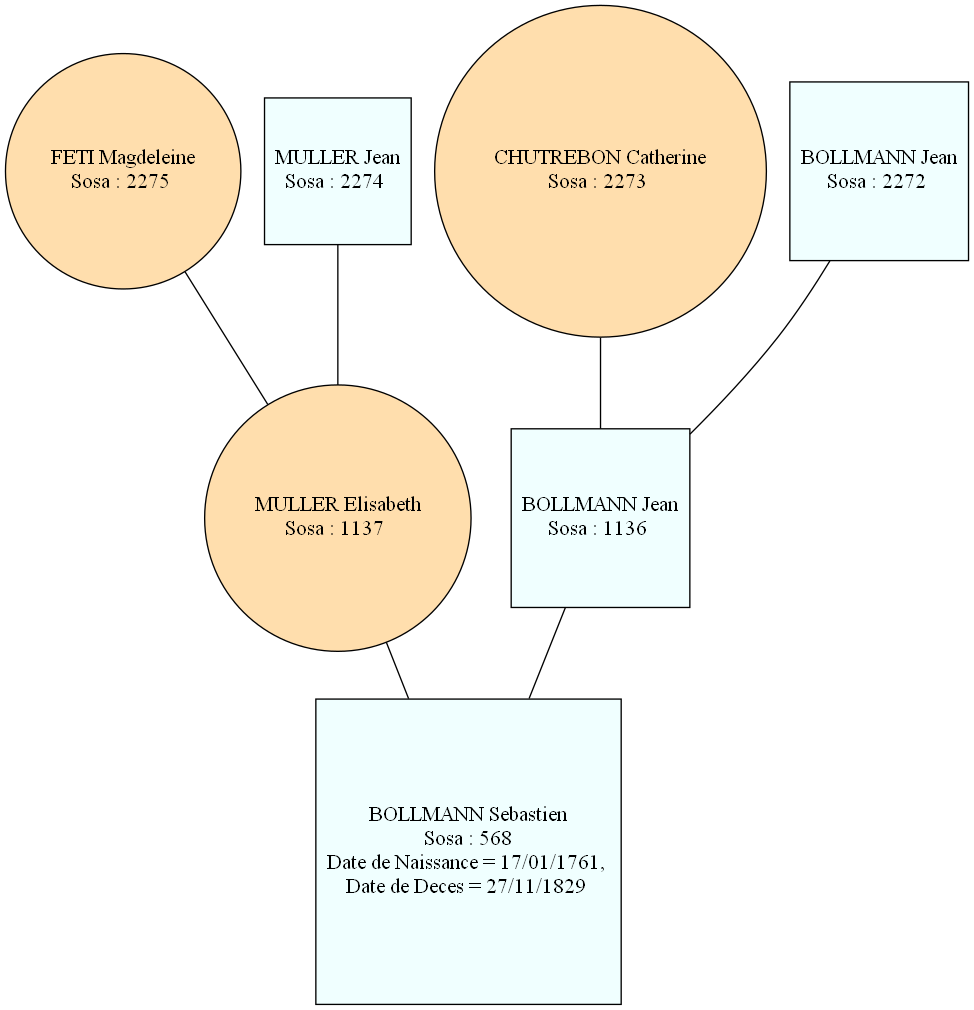 FETI Magdeleine
Sosa : 2275
MULLER Jean
Sosa : 2274
CHUTREBON Catherine
Sosa : 2273
BOLLMANN Jean
Sosa : 2272
MULLER Elisabeth
Sosa : 1137
BOLLMANN Jean
Sosa : 1136
BOLLMANN Sebastien
Sosa : 568
Date de Naissance = 17/01/1761,
Date de Deces = 27/11/1829